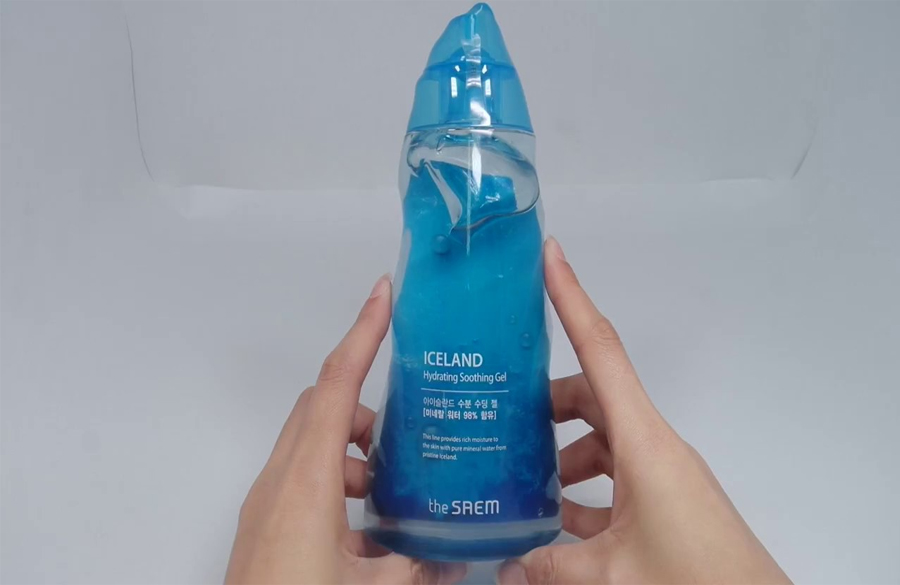 ICELAND
Hydrating Soothing Gel
아이슬란드 수분 수딩 젤
[미네랄 워터 98% 함유]
This line provides rich moisture to
the skin with pure mineral water from
pristine Iceland.
the SAEM